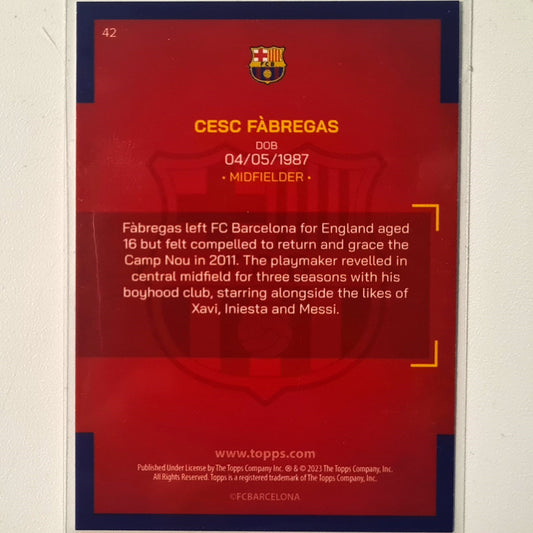 42
FCB
CESC FÀBREGAS
DOB
04/05/1987
• MIDFIELDER •
Fàbregas left FC Barcelona for England aged
16 but felt compelled to return and grace the
Camp Nou in 2011. The playmaker revelled in
central midfield for three seasons with his
boyhood club, starring alongside the likes of
Xavi, Iniesta and Messi.
www.topps.com
Published Under License by The Topps Company Inc. ® & © 2023 The Topps Company, Inc.
All Rights Reserved. Topps is a registered trademark of The Topps Company, Inc.
©FCBARCELONA